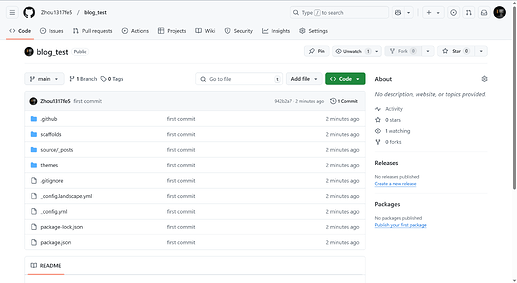 Zhou1317fe5 / blog_test
Type / to search
Code Issues Pull requests Actions Projects Wiki Security Insights Settings
blog_test Public
Pin Unwatch 1 Fork 0 Star 0
main 1 Branch 0 Tags Go to file t Add file Code
About
No description, website, or topics provided.
Zhou1317fe5 first commit 942b2a7 · 2 minutes ago 1 Commit
Activity
.github first commit 2 minutes ago
0 stars
scaffolds first commit 2 minutes ago
1 watching
source/_posts first commit 2 minutes ago
0 forks
themes first commit 2 minutes ago
Releases
.gitignore first commit 2 minutes ago
No releases published
Create a new release
_config.landscape.yml first commit 2 minutes ago
_config.yml first commit 2 minutes ago
Packages
package-lock.json first commit 2 minutes ago
No packages published
Publish your first package
package.json first commit 2 minutes ago
README